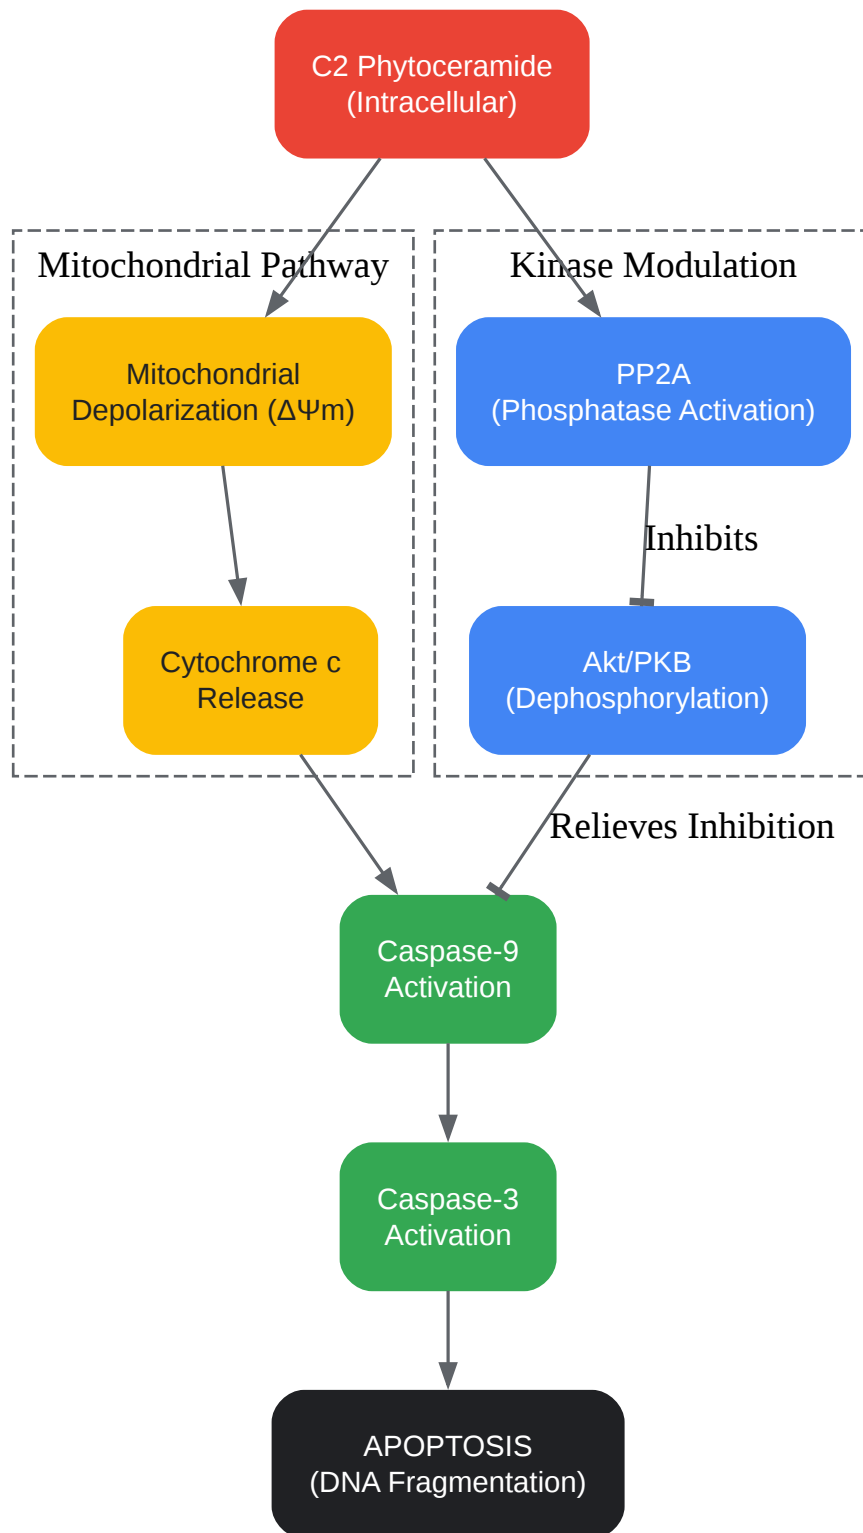 C2 Phytoceramide
(Intracellular)
Mitochondrial Pathway
Kinase Modulation
Mitochondrial
Depolarization (ΔΨm)
PP2A
(Phosphatase Activation)
Inhibits
Cytochrome c
Release
Akt/PKB
(Dephosphorylation)
Relieves Inhibition
Caspase-9
Activation
Caspase-3
Activation
APOPTOSIS
(DNA Fragmentation)